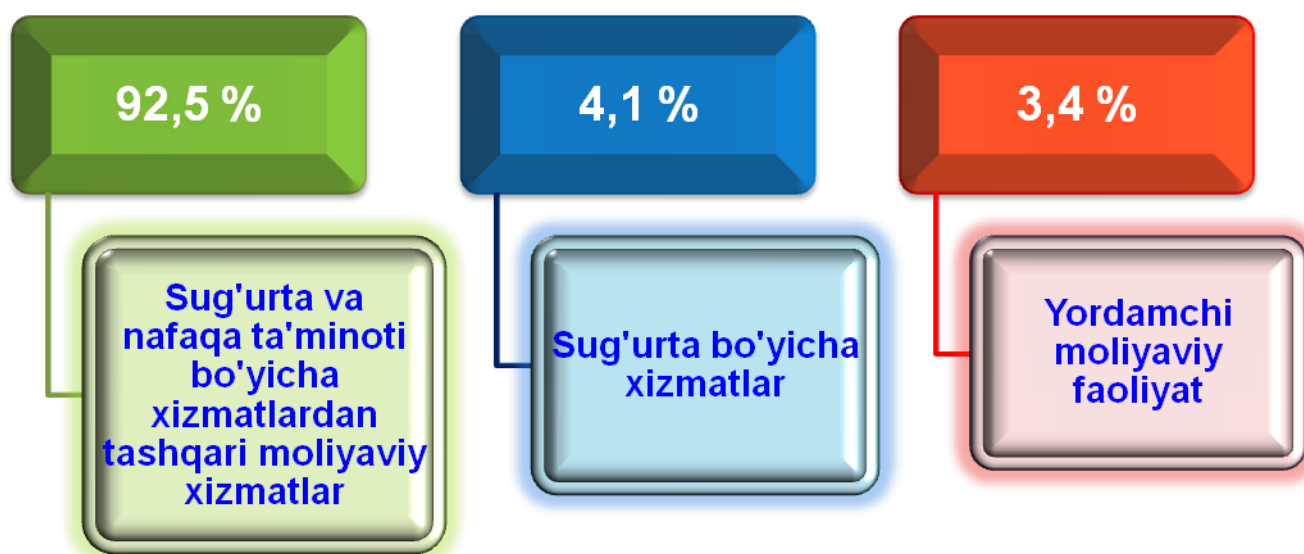 92,5 %
4,1 %
3,4 %
Sug'urta va
nafaqa ta'minoti
bo'yicha
xizmatlardan
tashqari moliyaviy
xizmatlar
Sug'urta bo'yicha
xizmatlar
Yordamchi
moliyaviy
faoliyat